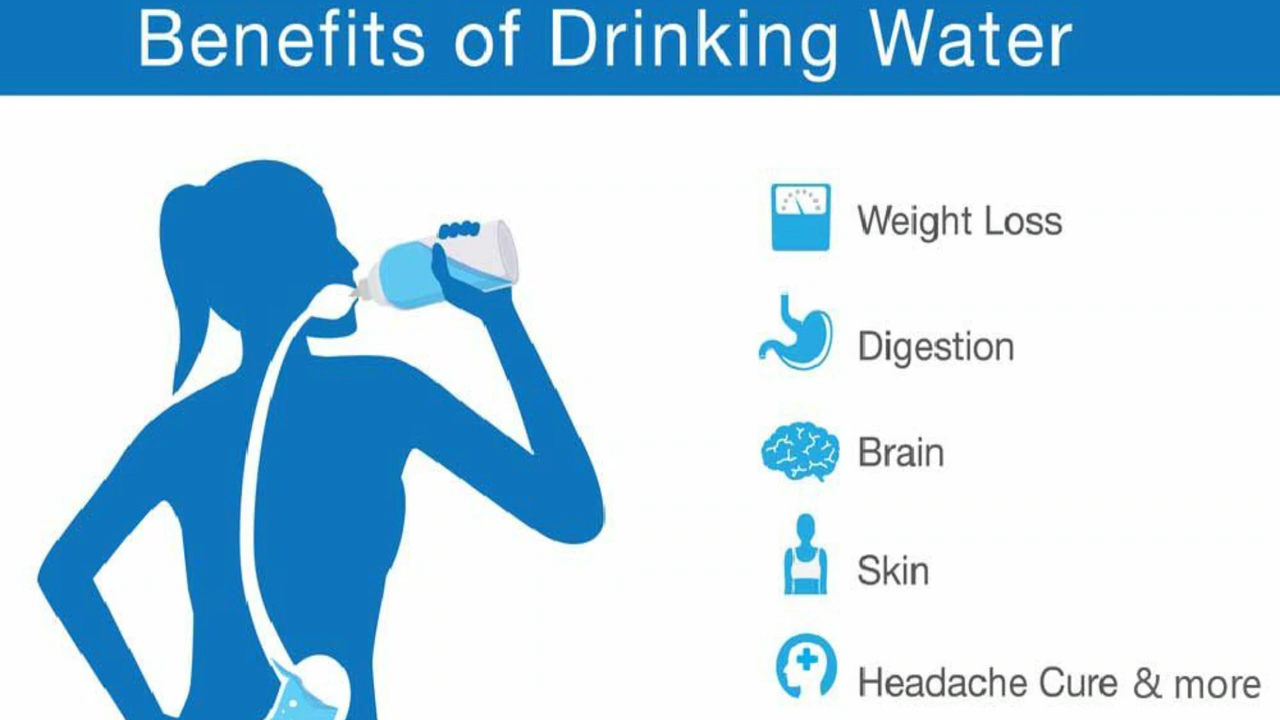 Benefits of Drinking Water
Weight Loss
Digestion
Brain
Skin
Headache Cure & more